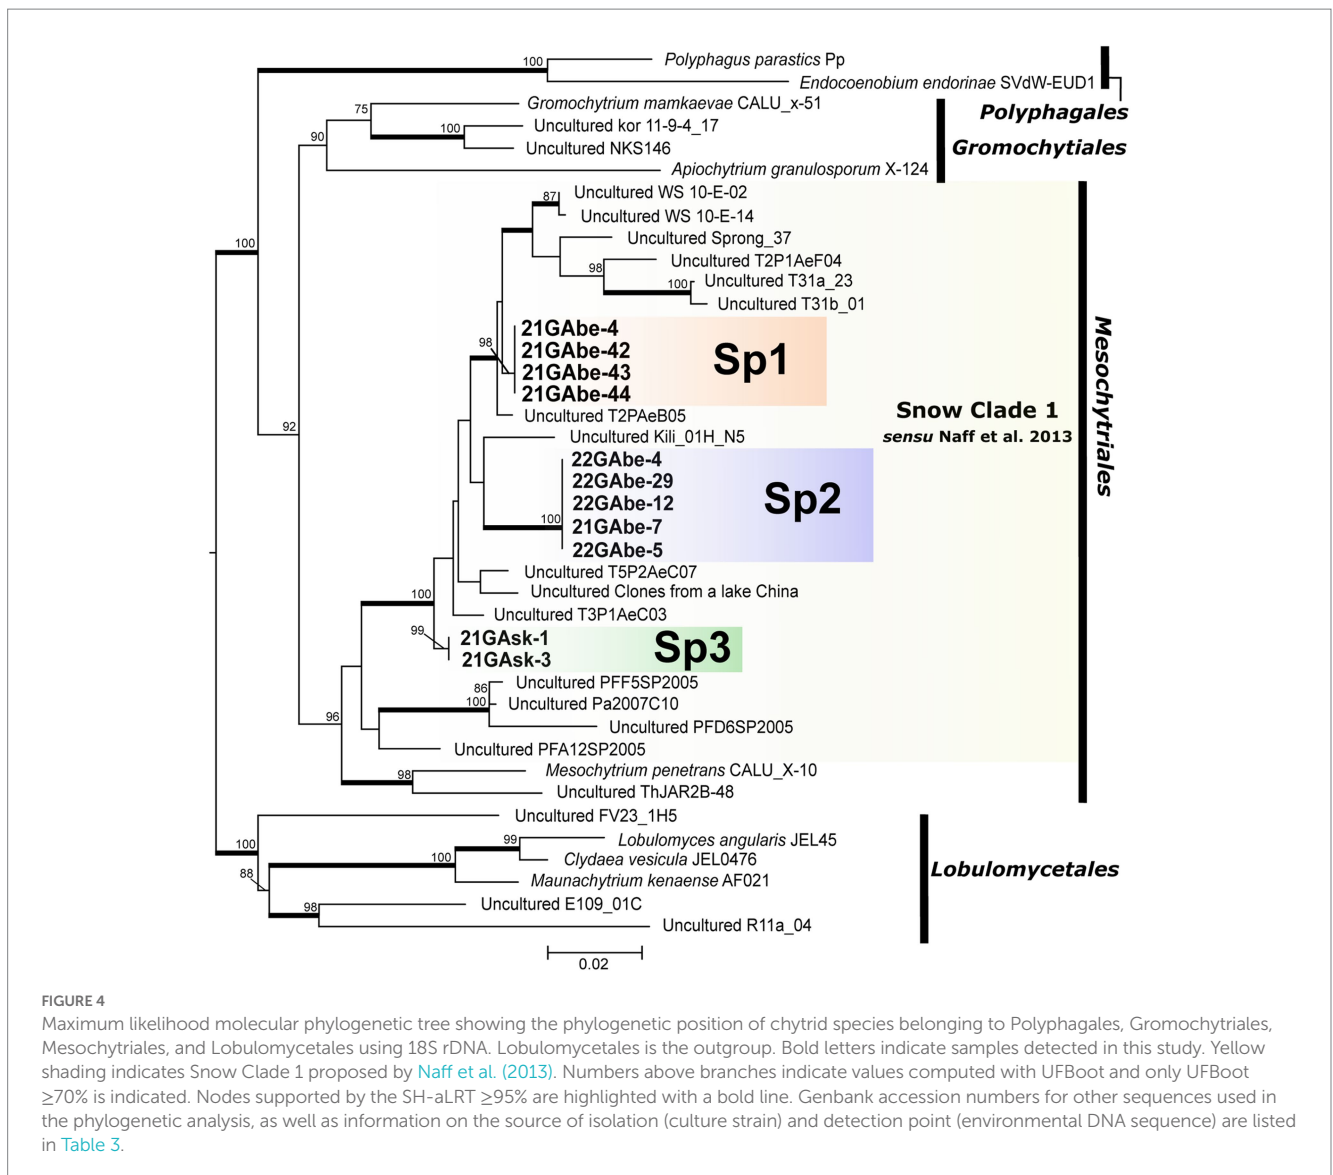 100
Polyphagus parastics Pp
Endocoenobium endorinae SVdW-EUD1
Polyphagales
75
Gromochytrium mamkaevae CALU_x-51
100
Uncultured kor 11-9-4_17
90
Uncultured NKS146
Gromochytiales
Apiochytrium granulosporum X-124
87
Uncultured WS 10-E-02
Uncultured WS 10-E-14
Uncultured Sprong_37
100
98
Uncultured T2P1AeF04
100
Uncultured T31a_23
Uncultured T31b_01
98
21GAbe-4
21GAbe-42
21GAbe-43
21GAbe-44
Sp1
Mesochytriales
Snow Clade 1
sensu Naff et al. 2013
Uncultured T2PAeB05
92
Uncultured Kili_01H_N5
22GAbe-4
22GAbe-29
22GAbe-12
100
21GAbe-7
22GAbe-5
Sp2
Uncultured T5P2AeC07
Uncultured Clones from a lake China
100
Uncultured T3P1AeC03
99
21GAsk-1
21GAsk-3
Sp3
86
Uncultured PFF5SP2005
100
Uncultured Pa2007C10
96
Uncultured PFD6SP2005
Uncultured PFA12SP2005
98
Mesochytrium penetrans CALU_X-10
Uncultured ThJAR2B-48
Uncultured FV23_1H5
100
99
Lobulomyces angularis JEL45
100
Clydaea vesicula JEL0476
88
Maunachytrium kenaense AF021
Lobulomycetales
98
Uncultured E109_01C
Uncultured R11a_04
0.02
FIGURE 4
Maximum likelihood molecular phylogenetic tree showing the phylogenetic position of chytrid species belonging to Polyphagales, Gromochytriales,
Mesochytriales, and Lobulomycetales using 18S rDNA. Lobulomycetales is the outgroup. Bold letters indicate samples detected in this study. Yellow
shading indicates Snow Clade 1 proposed by Naff et al. (2013). Numbers above branches indicate values computed with UFBoot and only UFBoot
≥70% is indicated. Nodes supported by the SH-aLRT ≥95% are highlighted with a bold line. Genbank accession numbers for other sequences used in
the phylogenetic analysis, as well as information on the source of isolation (culture strain) and detection point (environmental DNA sequence) are listed
in Table 3.